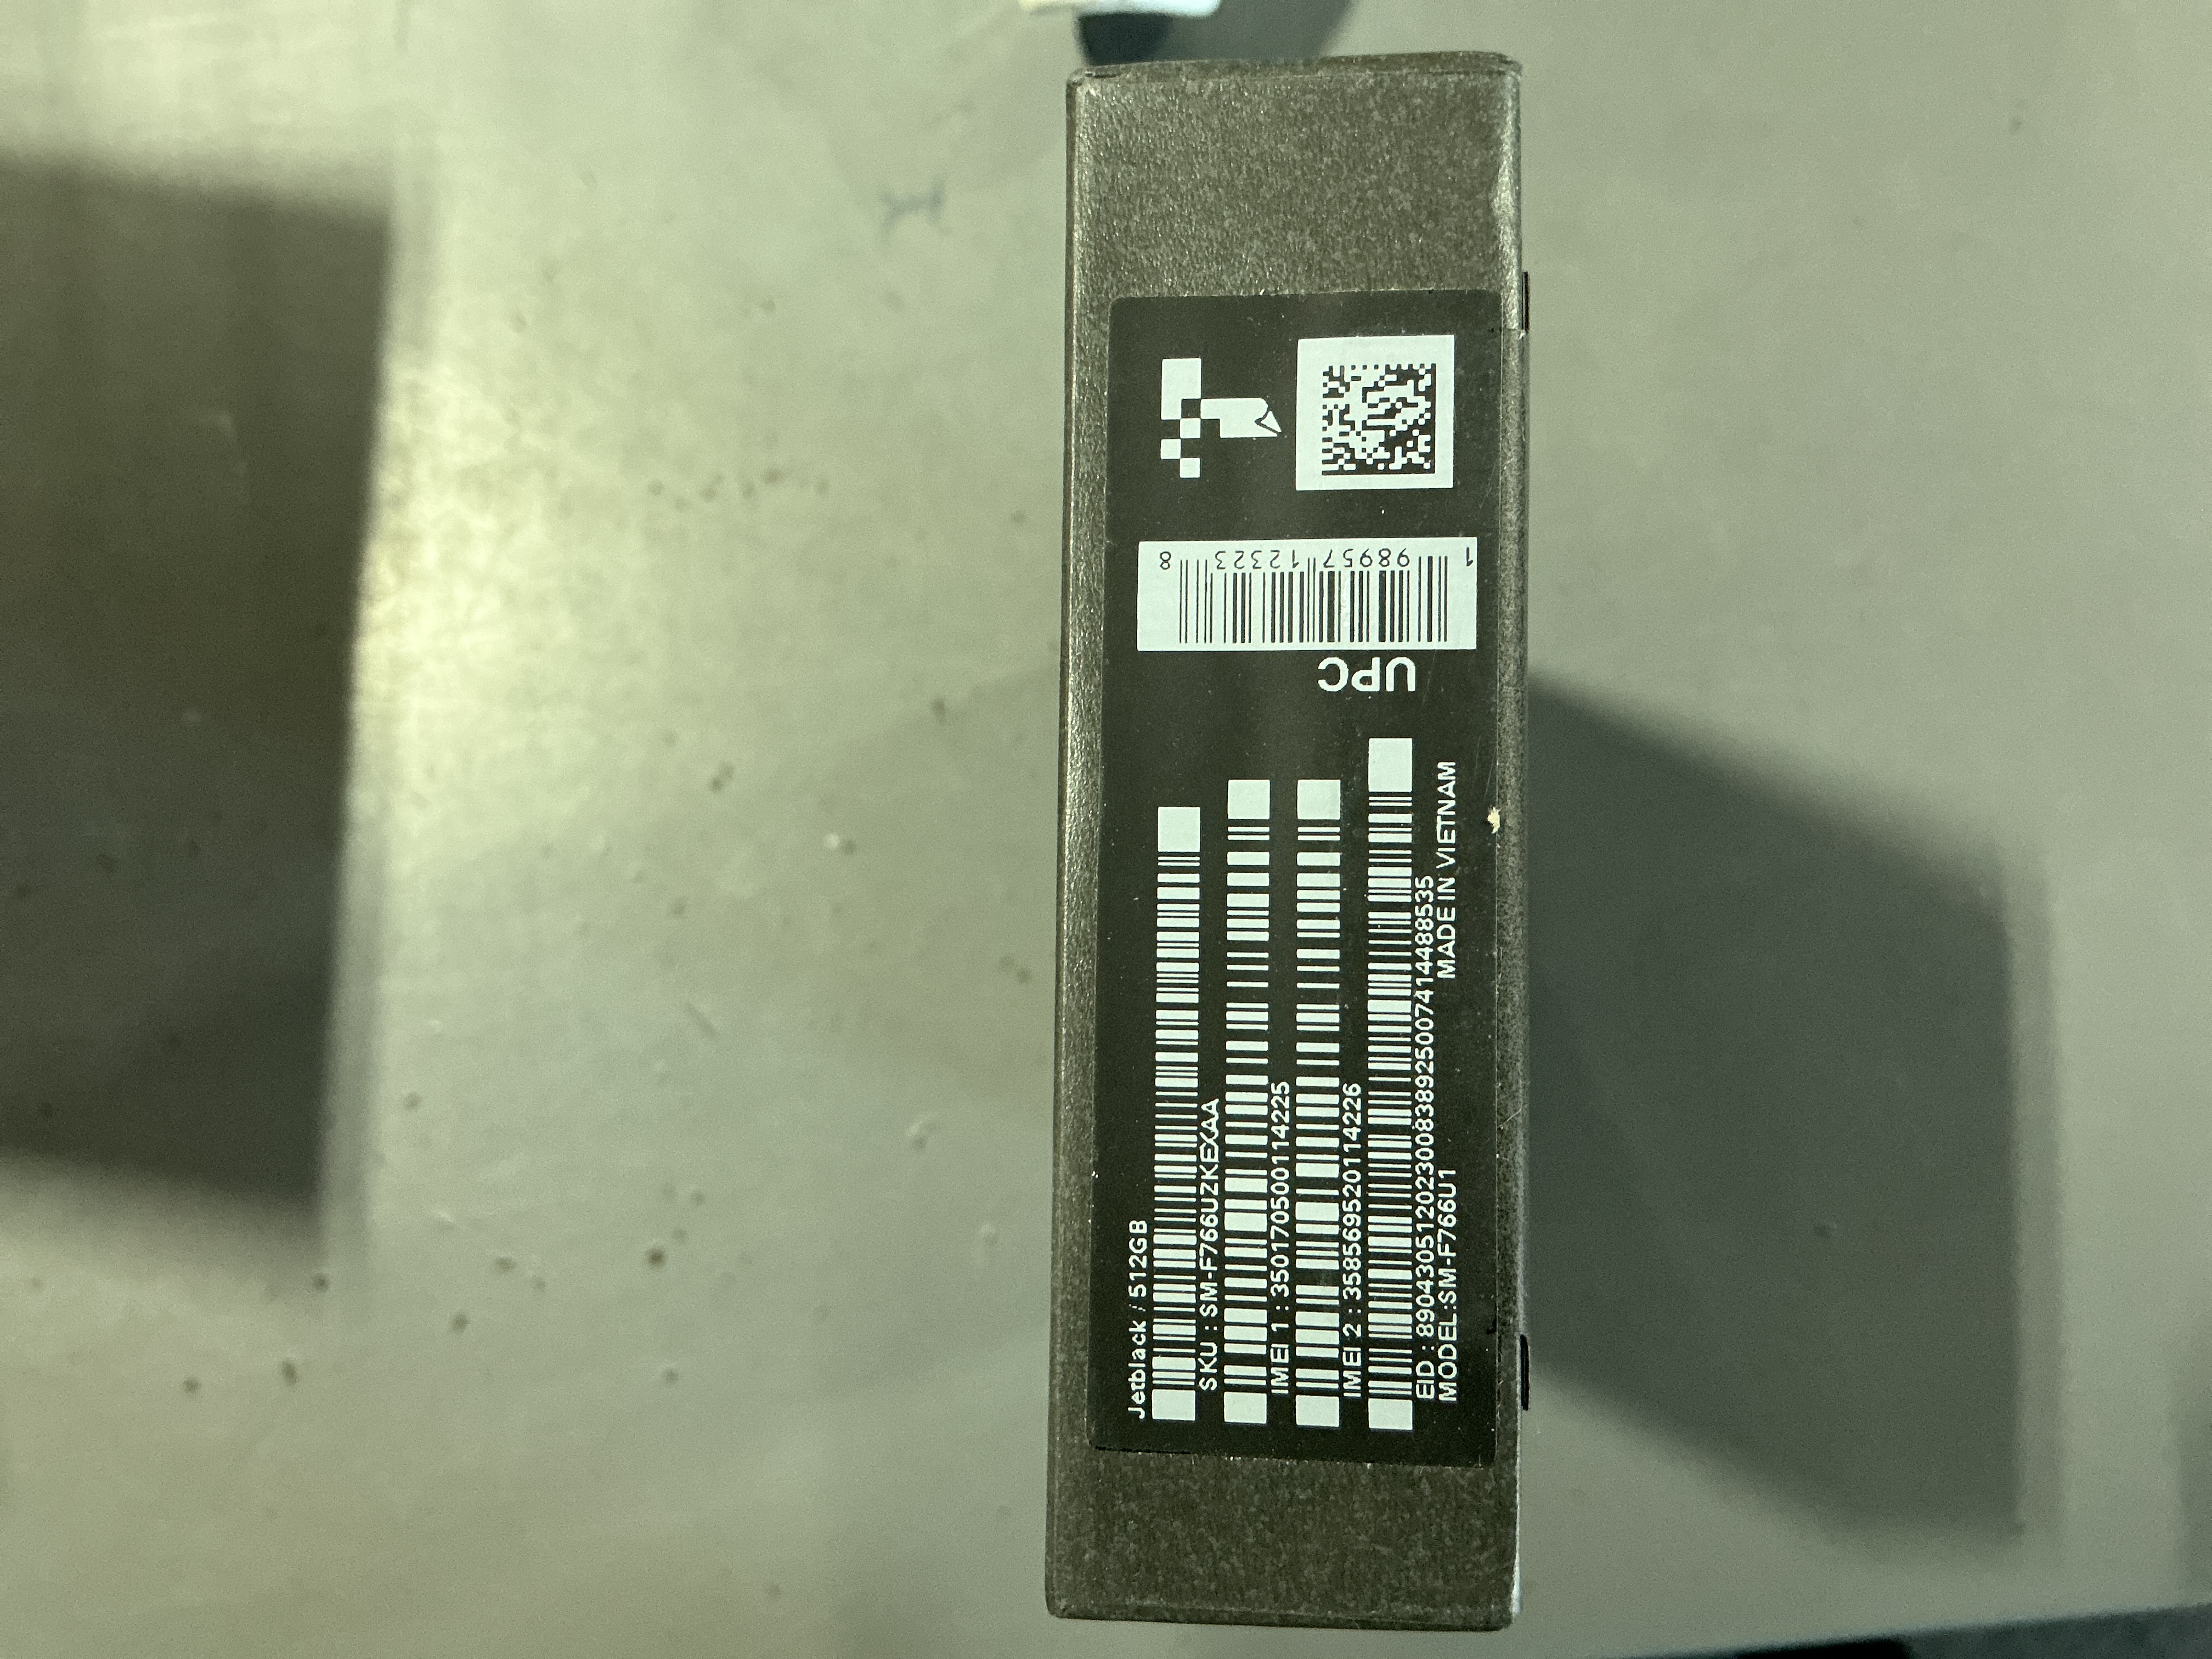 Jetblack / 512GB
SKU : SM-F766UZKEXAA
IMEI 1 : 350170500114225
IMEI 2 : 358569520114226
EID : 89043051202300838925007414488535
MODEL:SM-F766U1 MADE IN VIETNAM
UPC
1 98957 12323 8